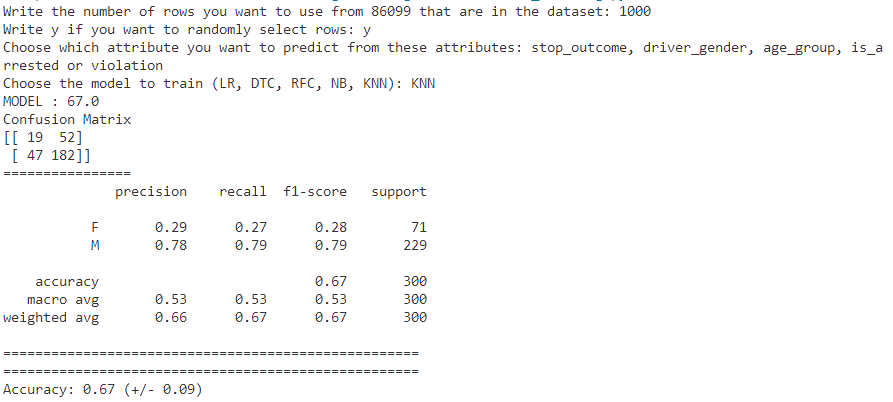 Write the number of rows you want to use from 86099 that are in the dataset: 1000
Write y if you want to randomly select rows: y
Choose which attribute you want to predict from these attributes: stop_outcome, driver_gender, age_group, is_a
rrested or violation
Choose the model to train (LR, DTC, RFC, NB, KNN): KNN
MODEL : 67.0
Confusion Matrix
[[ 19  52]
 [ 47 182]]
================
              precision    recall  f1-score   support

           F       0.29      0.27      0.28        71
           M       0.78      0.79      0.79       229

    accuracy                           0.67       300
   macro avg       0.53      0.53      0.53       300
weighted avg       0.66      0.67      0.67       300

====================================================
====================================================
Accuracy: 0.67 (+/- 0.09)